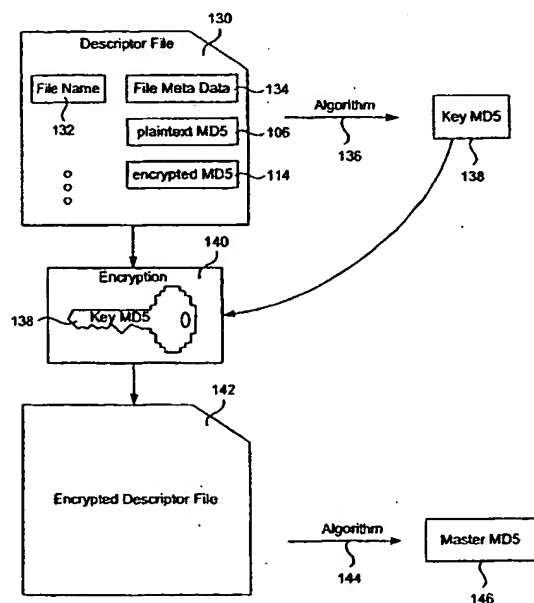 130
Descriptor File
File Name
132
File Meta Data
134
plaintext MD5
106
encrypted MD5
114
Algorithm
136
Key MD5
138
140
Encryption
138
Key MD5
142
Encrypted Descriptor File
Algorithm
144
Master MD5
146